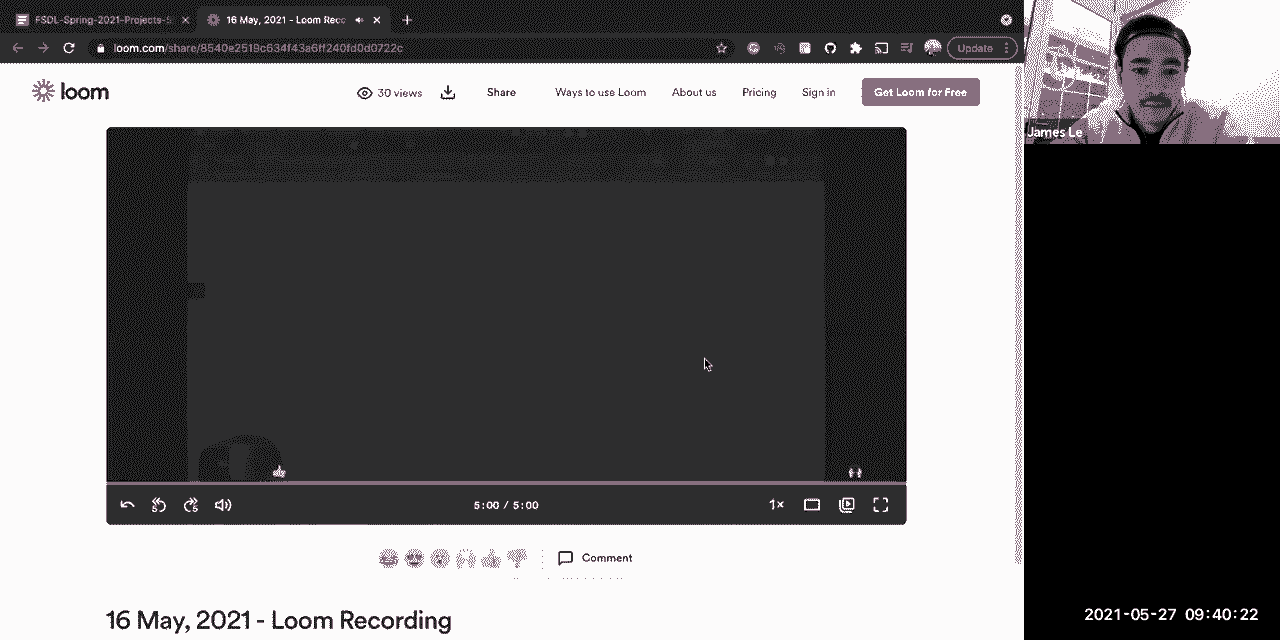 FSDL-Spring-2021-Projects-S
16 May, 2021 - Loom Reco
loom.com/share/8540e2519c634f43a6ff240fd0d0722c
Update
loom
30 views
Share
Ways to use Loom
About us
Pricing
Sign in
Get Loom for Free
James Le
5:00 / 5:00
1x
Comment
16 May, 2021 - Loom Recording
2021-05-27 09:40:22